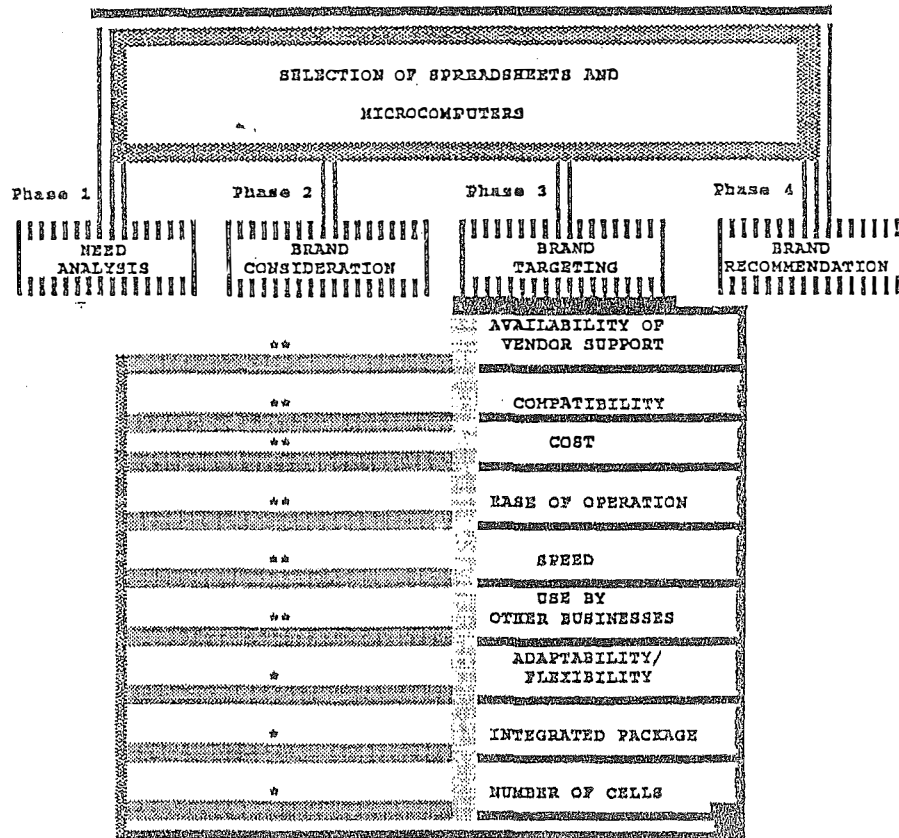 SELECTION OF SPREADSHEETS AND
MICROCOMPUTERS
Phase 1
Phase 2
Phase 3
Phase 4
NEED
ANALYSIS
BRAND
CONSIDERATION
BRAND
TARGETING
BRAND
RECOMMENDATION
AVAILABILITY OF
VENDOR SUPPORT
**
** COMPATIBILITY
** COST
** EASE OF OPERATION
** SPEED
USE BY
** OTHER BUSINESSES
ADAPTABILITY/
FLEXIBILITY
*
* INTEGRATED PACKAGE
* NUMBER OF CELLS